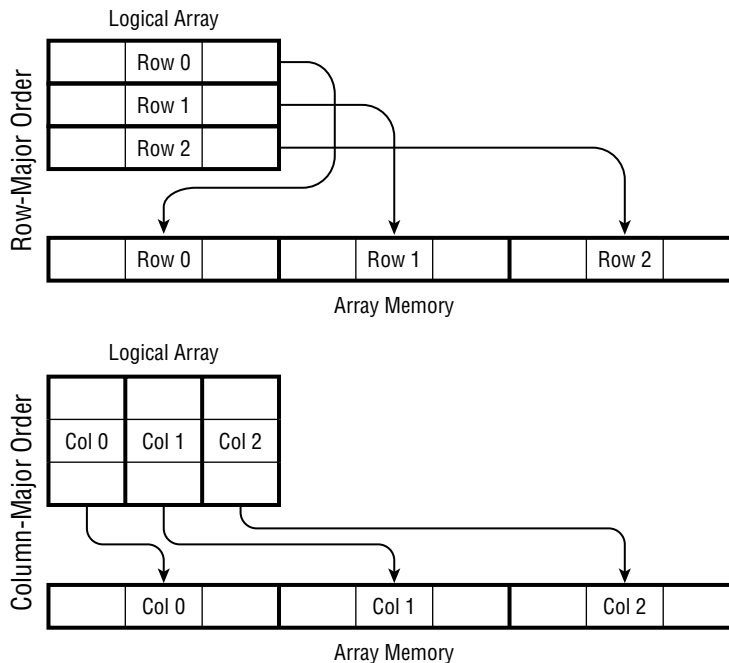 Row-Major Order
Logical Array
Row 0
Row 1
Row 2
Row 0 Row 1 Row 2
Array Memory
Column-Major Order
Logical Array
Col 0 Col 1 Col 2
Col 0 Col 1 Col 2
Array Memory